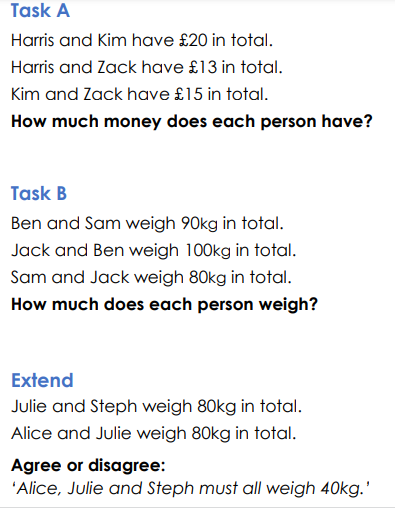 Task A
Harris and Kim have £20 in total.
Harris and Zack have £13 in total.
Kim and Zack have £15 in total.
How much money does each person have?
Task B
Ben and Sam weigh 90kg in total.
Jack and Ben weigh 100kg in total.
Sam and Jack weigh 80kg in total.
How much does each person weigh?
Extend
Julie and Steph weigh 80kg in total.
Alice and Julie weigh 80kg in total.
Agree or disagree:
‘Alice, Julie and Steph must all weigh 40kg.’